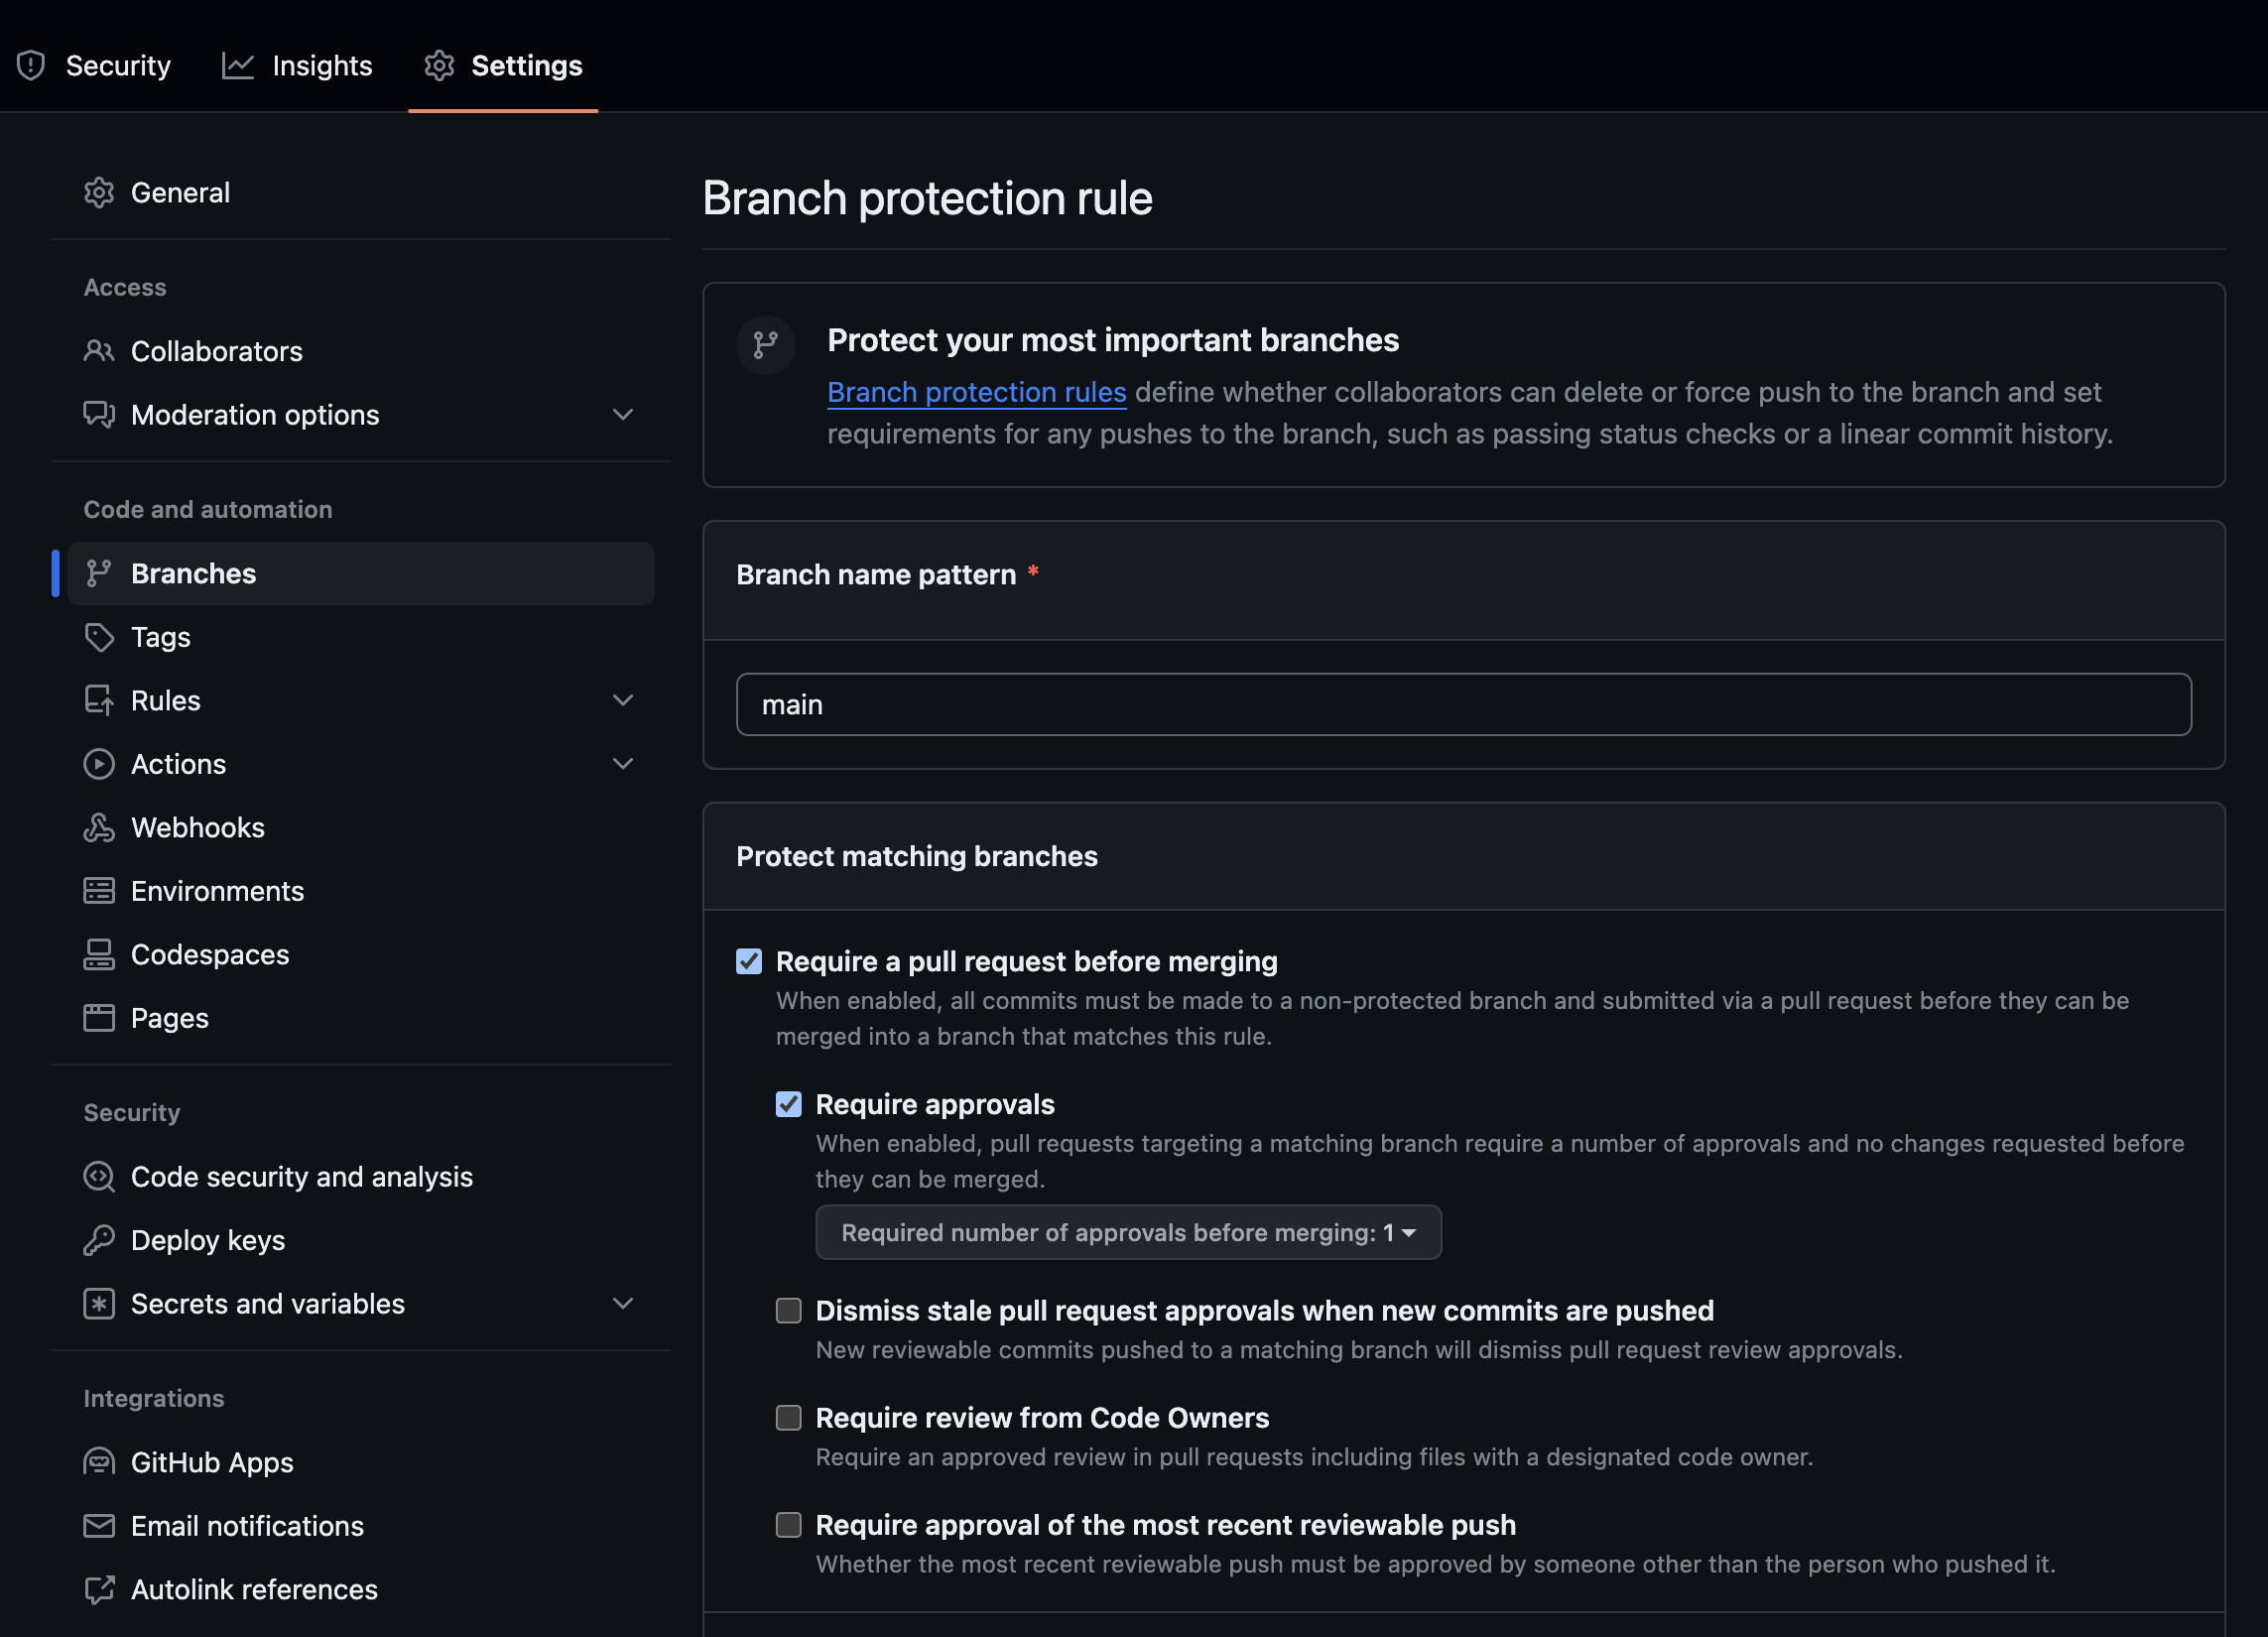 Security
Insights
Settings
General
Access
Collaborators
Moderation options
Code and automation
Branches
Tags
Rules
Actions
Webhooks
Environments
Codespaces
Pages
Security
Code security and analysis
Deploy keys
Secrets and variables
Integrations
GitHub Apps
Email notifications
Autolink references
Branch protection rule
Protect your most important branches
Branch protection rules define whether collaborators can delete or force push to the branch and set
requirements for any pushes to the branch, such as passing status checks or a linear commit history.
Branch name pattern *
main
Protect matching branches
Require a pull request before merging
When enabled, all commits must be made to a non-protected branch and submitted via a pull request before they can be
merged into a branch that matches this rule.
Require approvals
When enabled, pull requests targeting a matching branch require a number of approvals and no changes requested before
they can be merged.
Required number of approvals before merging: 1
Dismiss stale pull request approvals when new commits are pushed
New reviewable commits pushed to a matching branch will dismiss pull request review approvals.
Require review from Code Owners
Require an approved review in pull requests including files with a designated code owner.
Require approval of the most recent reviewable push
Whether the most recent reviewable push must be approved by someone other than the person who pushed it.